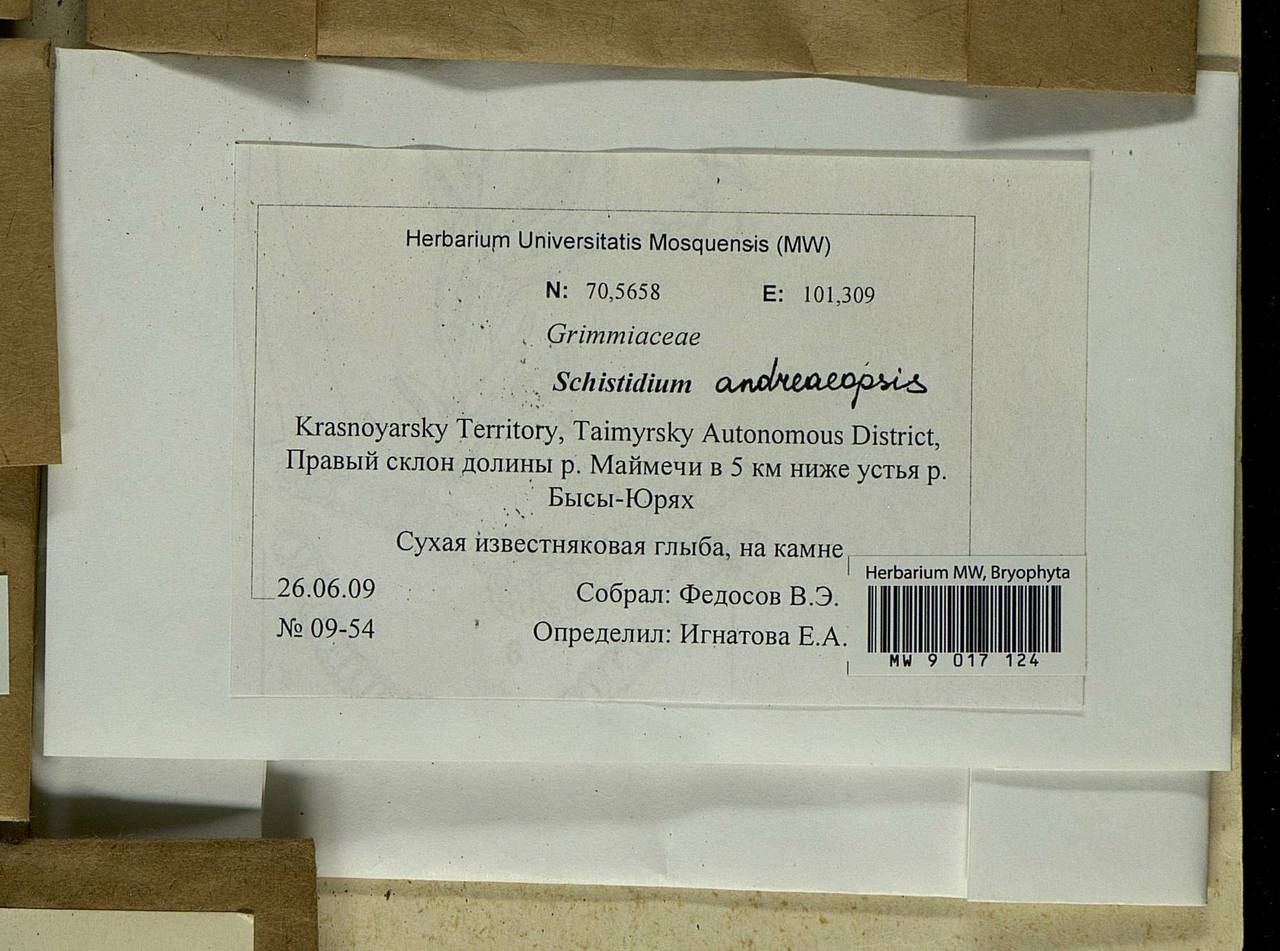 Herbarium Universitatis Mosquensis (MW)
N: 70,5658 E: 101,309
Grimmiaceae
Schistidium andreaeopsis
Krasnoyarsky Territory, Taimyrsky Autonomous District,
Правый склон долины р. Маймечи в 5 км ниже устья р.
Бысы-Юрях
Сухая известняковая глыба, на камне
26.06.09 Собрал: Федосов В.Э.
№ 09-54 Определил: Игнатова Е.А.
Herbarium MW, Bryophyta
MW 9 017 124